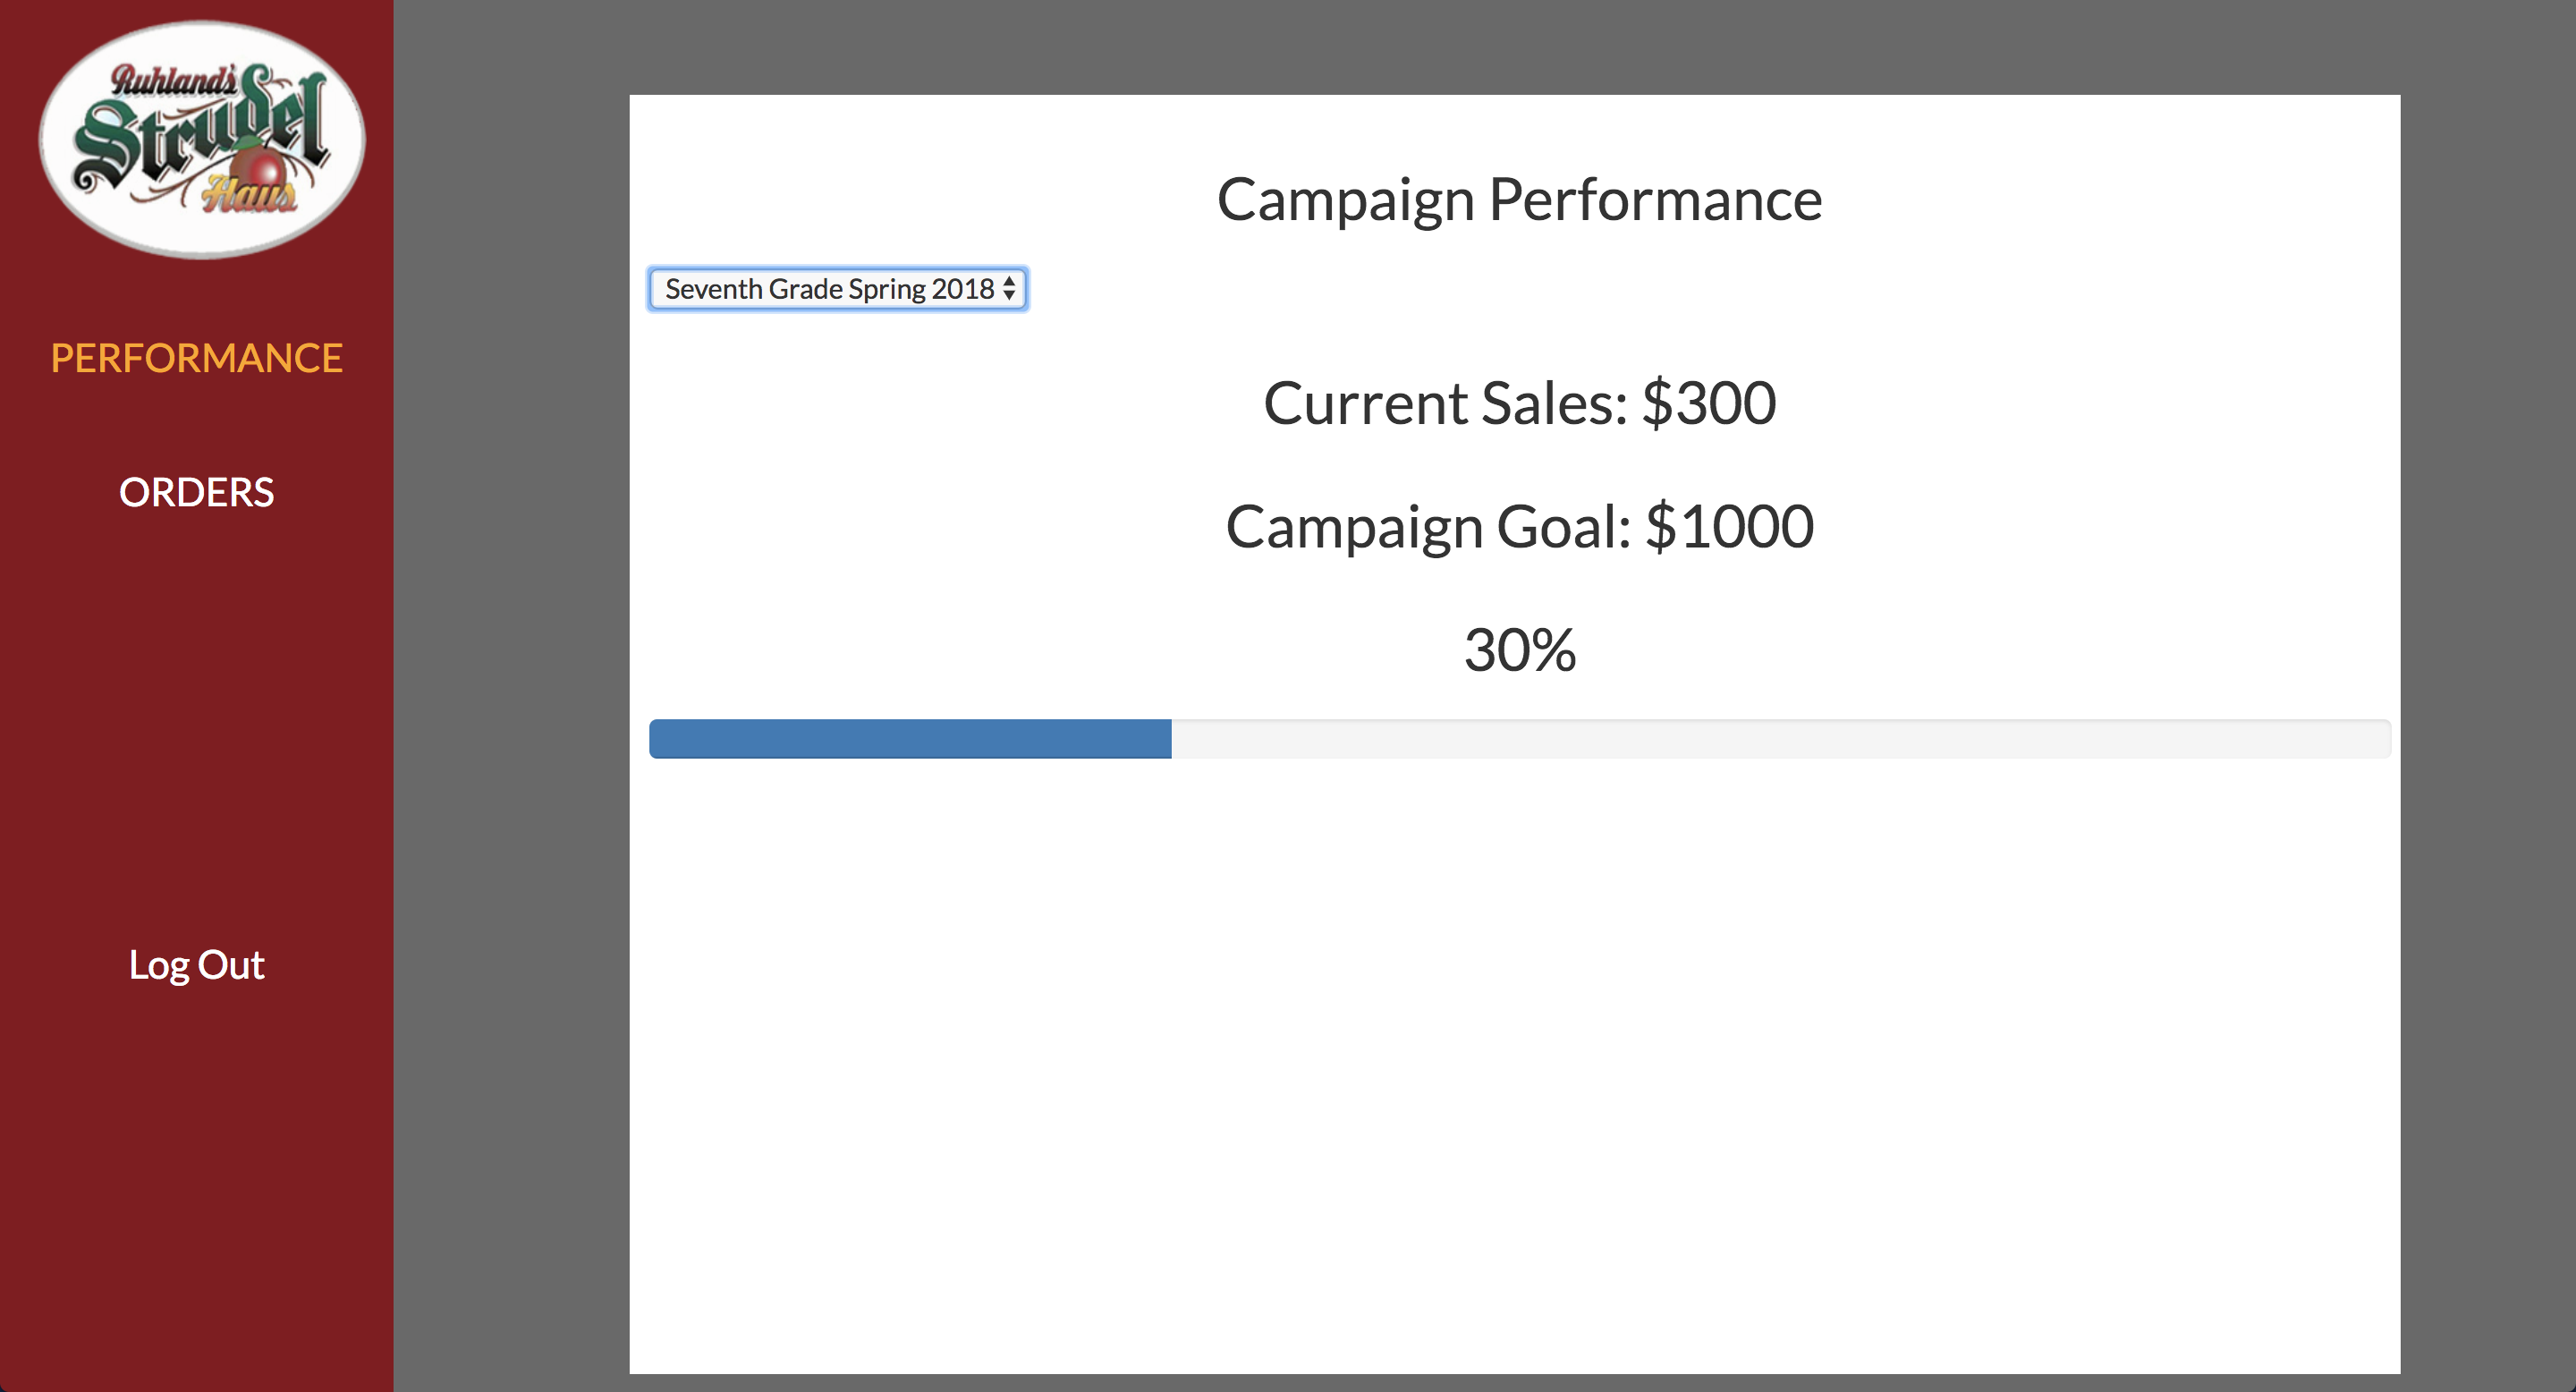 Ruhland's
Strudel
Haus
PERFORMANCE
ORDERS
Log Out
Campaign Performance
Seventh Grade Spring 2018
Current Sales: $300
Campaign Goal: $1000
30%